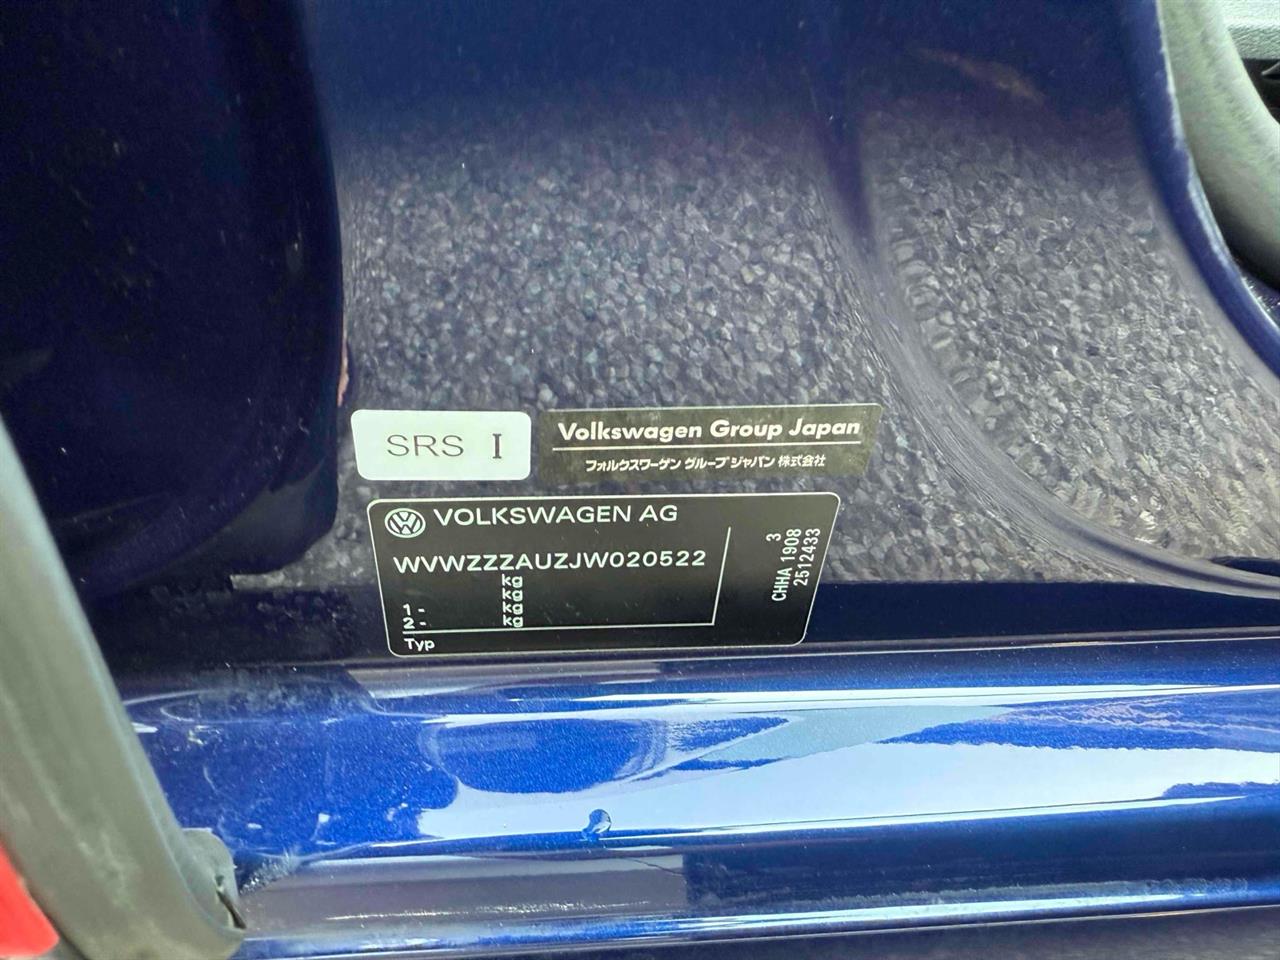 SRS I
Volkswagen Group Japan
フォルクスワーゲン グループ ジャパン 株式会社
VOLKSWAGEN AG
WVWZZZAUZJW020522
kg
kg
1 - kg
2 - kg
Typ
3
CHHA 1908
2512433